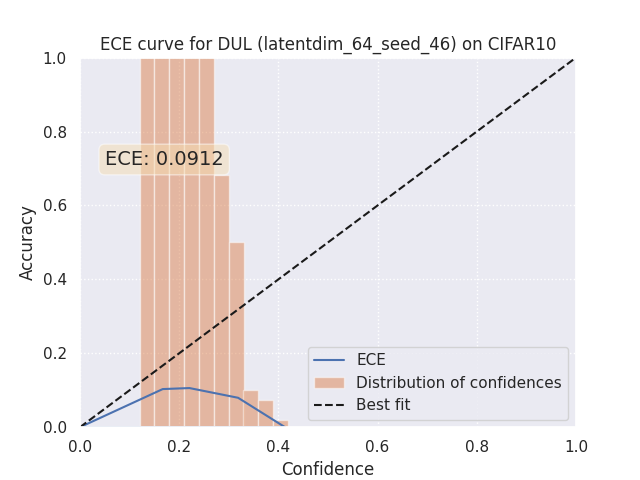 ECE curve for DUL (latentdim_64_seed_46) on CIFAR10
1.0
0.8
0.6
0.4
0.2
0.0
Accuracy
ECE: 0.0912
ECE
Distribution of confidences
Best fit
0.0 0.2 0.4 0.6 0.8 1.0
Confidence